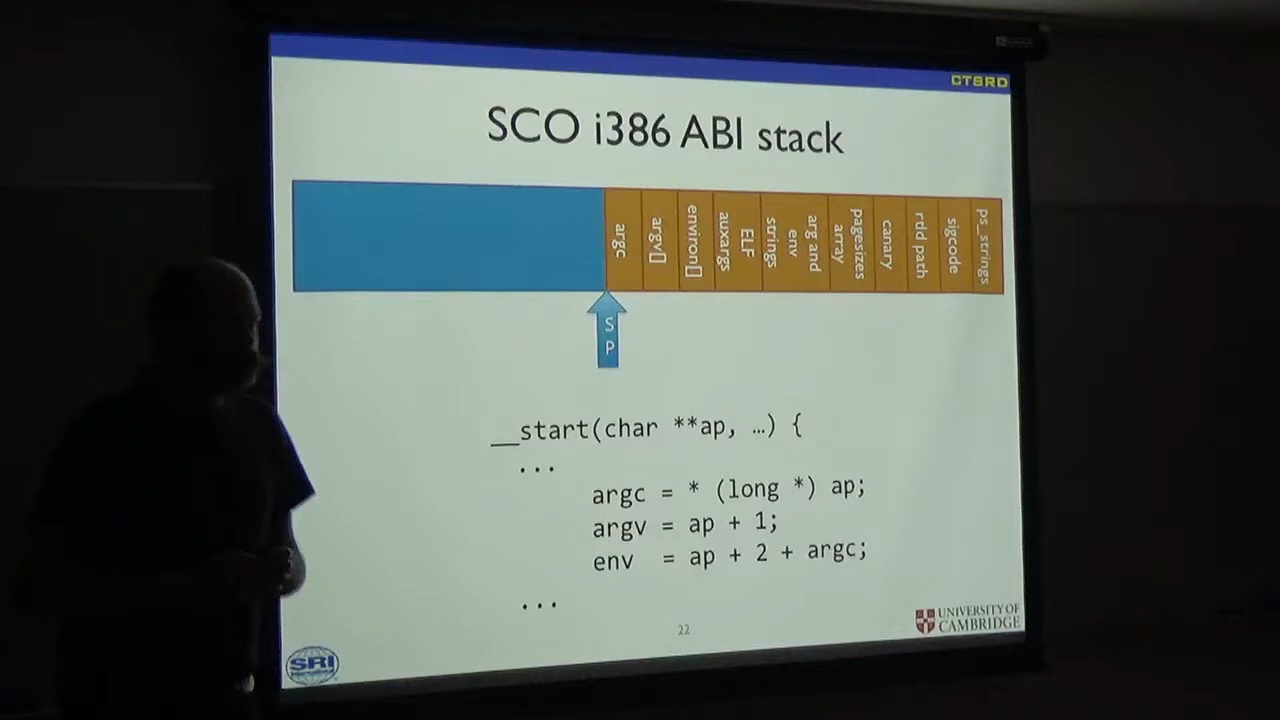 CTSRD
SCO i386 ABI stack
argc
argv[]
environ[]
ELF
auxargs
arg and
env
strings
pagesizes
array
canary
rdd path
sigcode
ps_strings
S
P
__start(char **ap, …) {
...
argc = * (long *) ap;
argv = ap + 1;
env = ap + 2 + argc;
...
22
SRI
UNIVERSITY OF
CAMBRIDGE